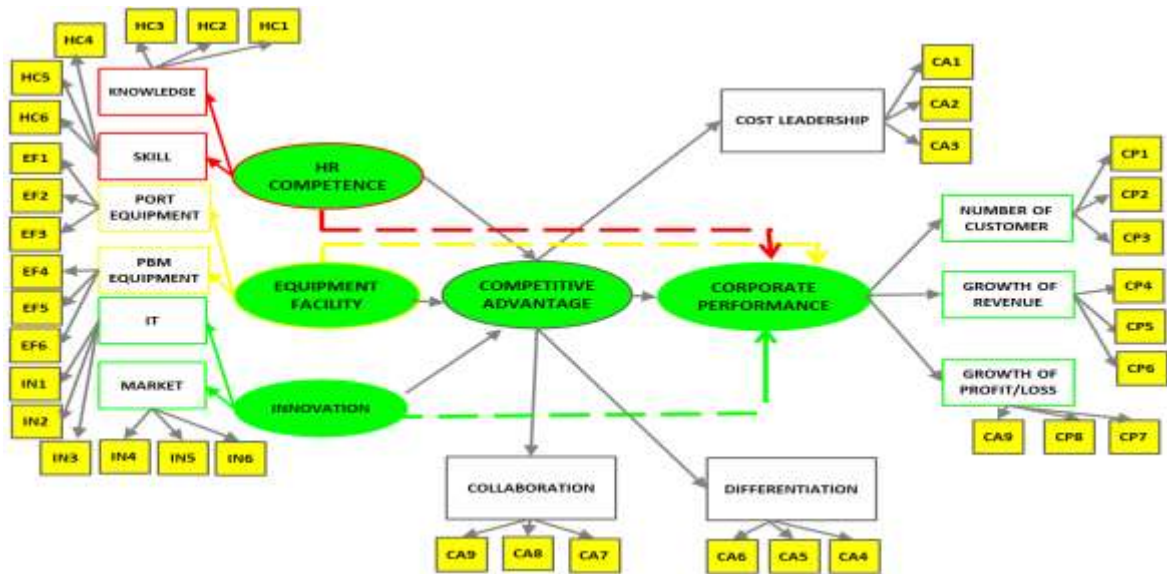 HC4
HC3
HC2
HC1
HC5
HC6
KNOWLEDGE
SKILL
EF1
EF2
EF3
PORT
EQUIPMENT
EF4
EF5
EF6
PBM
EQUIPMENT
IT
IN1
IN2
MARKET
IN3
IN4
IN5
IN6
HR
COMPETENCE
EQUIPMENT
FACILITY
INNOVATION
COMPETITIVE
ADVANTAGE
CORPORATE
PERFORMANCE
COST LEADERSHIP
CA1
CA2
CA3
NUMBER OF
CUSTOMER
CP1
CP2
CP3
GROWTH OF
REVENUE
CP4
CP5
CP6
GROWTH OF
PROFIT/LOSS
CA9
CP8
CP7
COLLABORATION
CA9
CA8
CA7
DIFFERENTIATION
CA6
CA5
CA4